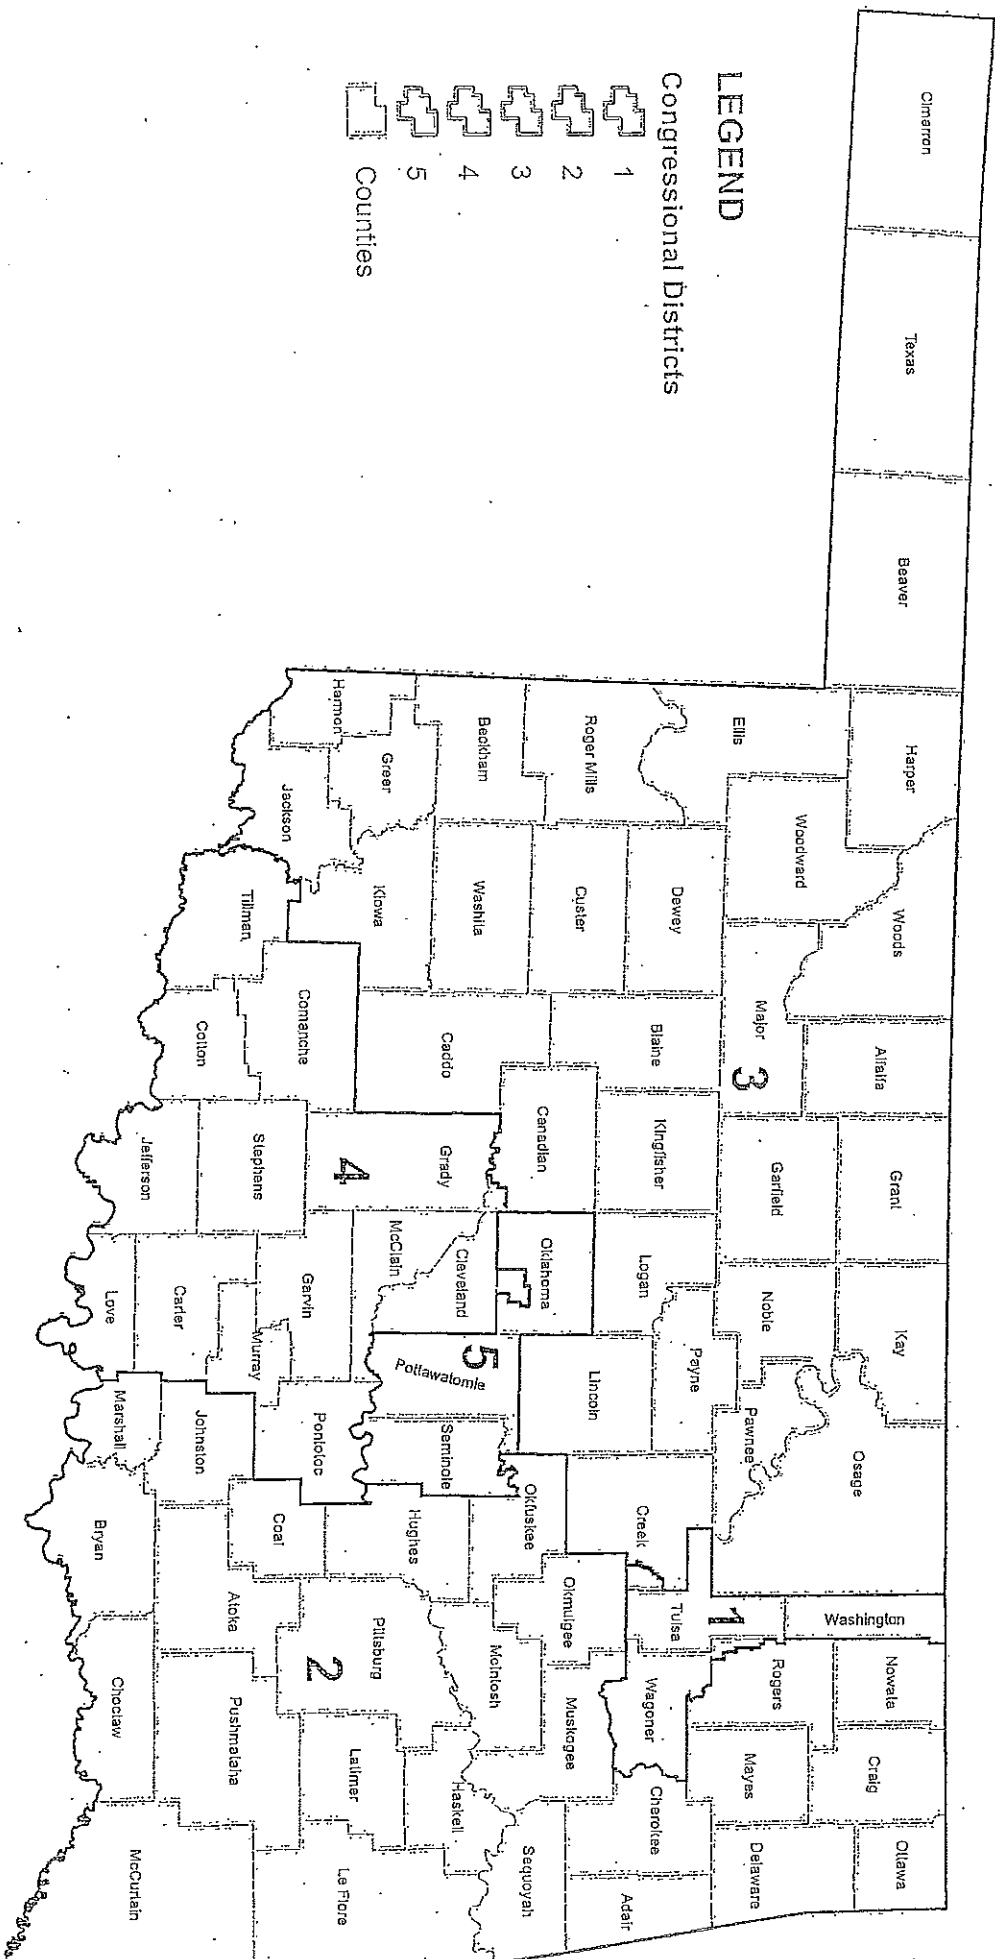 Cimarron
Texas
Beaver
Harper
Woods
Alfalfa
Grant
Kay
Osage
Washington
Nowata
Craig
Ottawa
Ellis
Woodward
Major
3
Garfield
Noble
Pawnee
1
Rogers
Mayes
Delaware
Roger Mills
Dewey
Custer
Blaine
Kingfisher
Logan
Payne
Lincoln
Creek
Tulsa
Wagoner
Cherokee
Adair
Beckham
Washita
Caddo
Canadian
Oklahoma
Okfuskee
Okmulgee
Muskogee
Sequoyah
Harmon
Greer
Kiowa
Grady
McClain
Cleveland
5
Pottawatomie
Seminole
Hughes
McIntosh
Haskell
Jackson
Tillman
Comanche
Cotton
Stephens
4
Garvin
Murray
Pontotoc
Coal
Pittsburg
2
Latimer
Le Flore
Jefferson
Carter
Love
Johnston
Marshall
Atoka
Bryan
Pushmataha
Choctaw
McCurtain
LEGEND
Congressional Districts
1
2
3
4
5
Counties